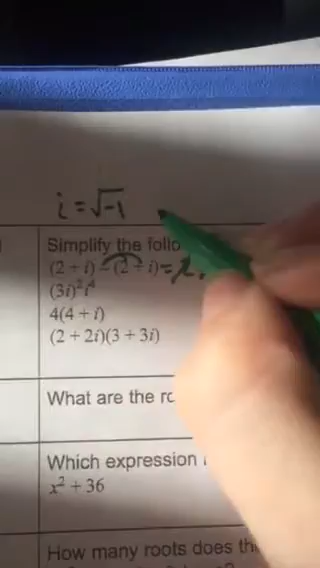 i = √-1
Simplify the follo
(2 + i) - (2 + i) = 2
(3i)²i⁴
4(4 + i)
(2 + 2i)(3 + 3i)
What are the ro
Which expression
x² + 36
How many roots does th